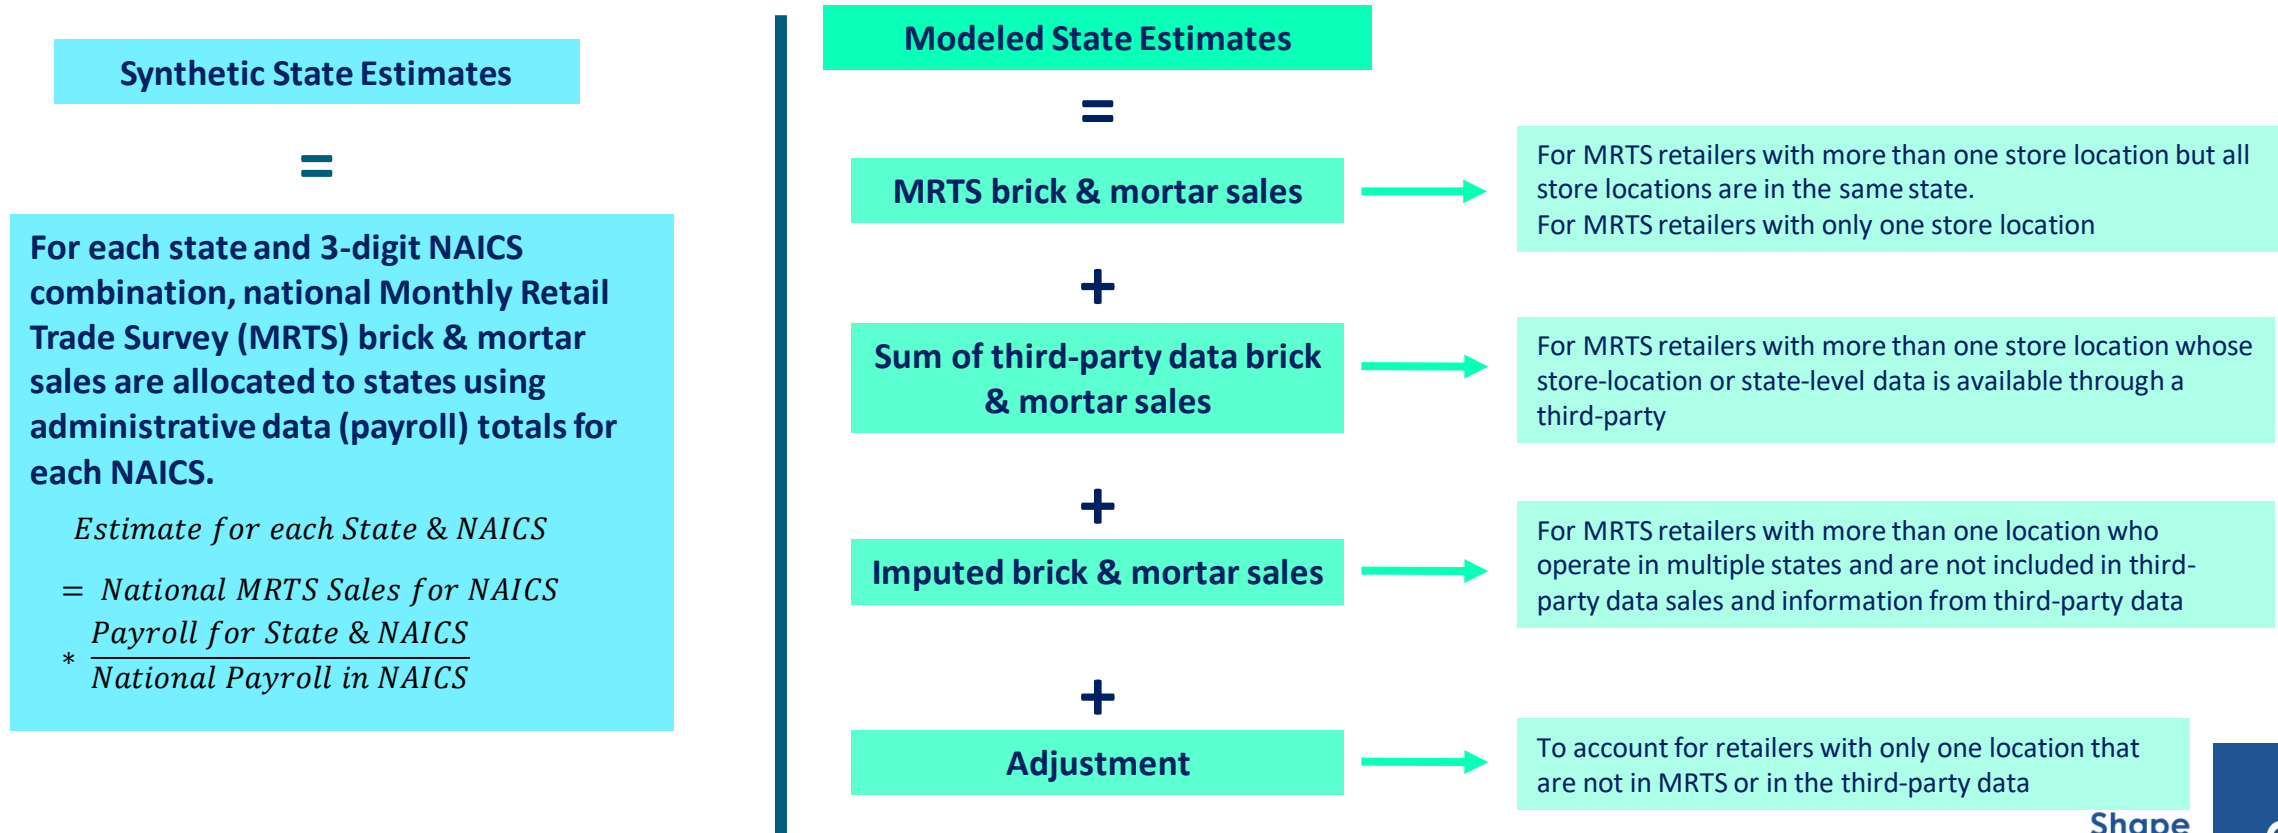 Synthetic State Estimates
=
For each state and 3-digit NAICS
combination, national Monthly Retail
Trade Survey (MRTS) brick & mortar
sales are allocated to states using
administrative data (payroll) totals for
each NAICS.
Estimate for each State & NAICS
= National MRTS Sales for NAICS
* Payroll for State & NAICS
National Payroll in NAICS
Modeled State Estimates
=
MRTS brick & mortar sales
For MRTS retailers with more than one store location but all
store locations are in the same state.
For MRTS retailers with only one store location
+
Sum of third-party data brick
& mortar sales
For MRTS retailers with more than one store location whose
store-location or state-level data is available through a
third-party
+
Imputed brick & mortar sales
For MRTS retailers with more than one location who
operate in multiple states and are not included in third-
party data sales and information from third-party data
+
Adjustment
To account for retailers with only one location that
are not in MRTS or in the third-party data
Shape